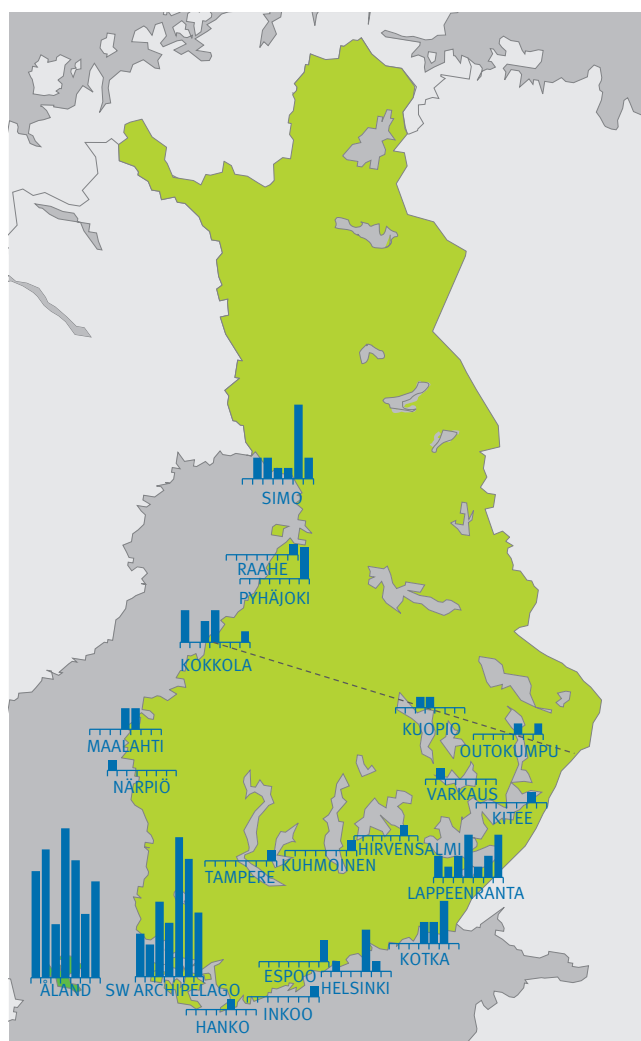 SIMO
RAAHE
PYHÄJOKI
KOKKOLA
KUOPIO
MAALAHTI
OUTOKUMPU
NÄRPIÖ
VARKAUS
KITEE
HIRVENSALMI
KUHMOINEN
TAMPERE
LAPPEENRANTA
KOTKA
ESPOO
HELSINKI
ÅLAND
SW ARCHIPELAGO
INKOO
HANKO